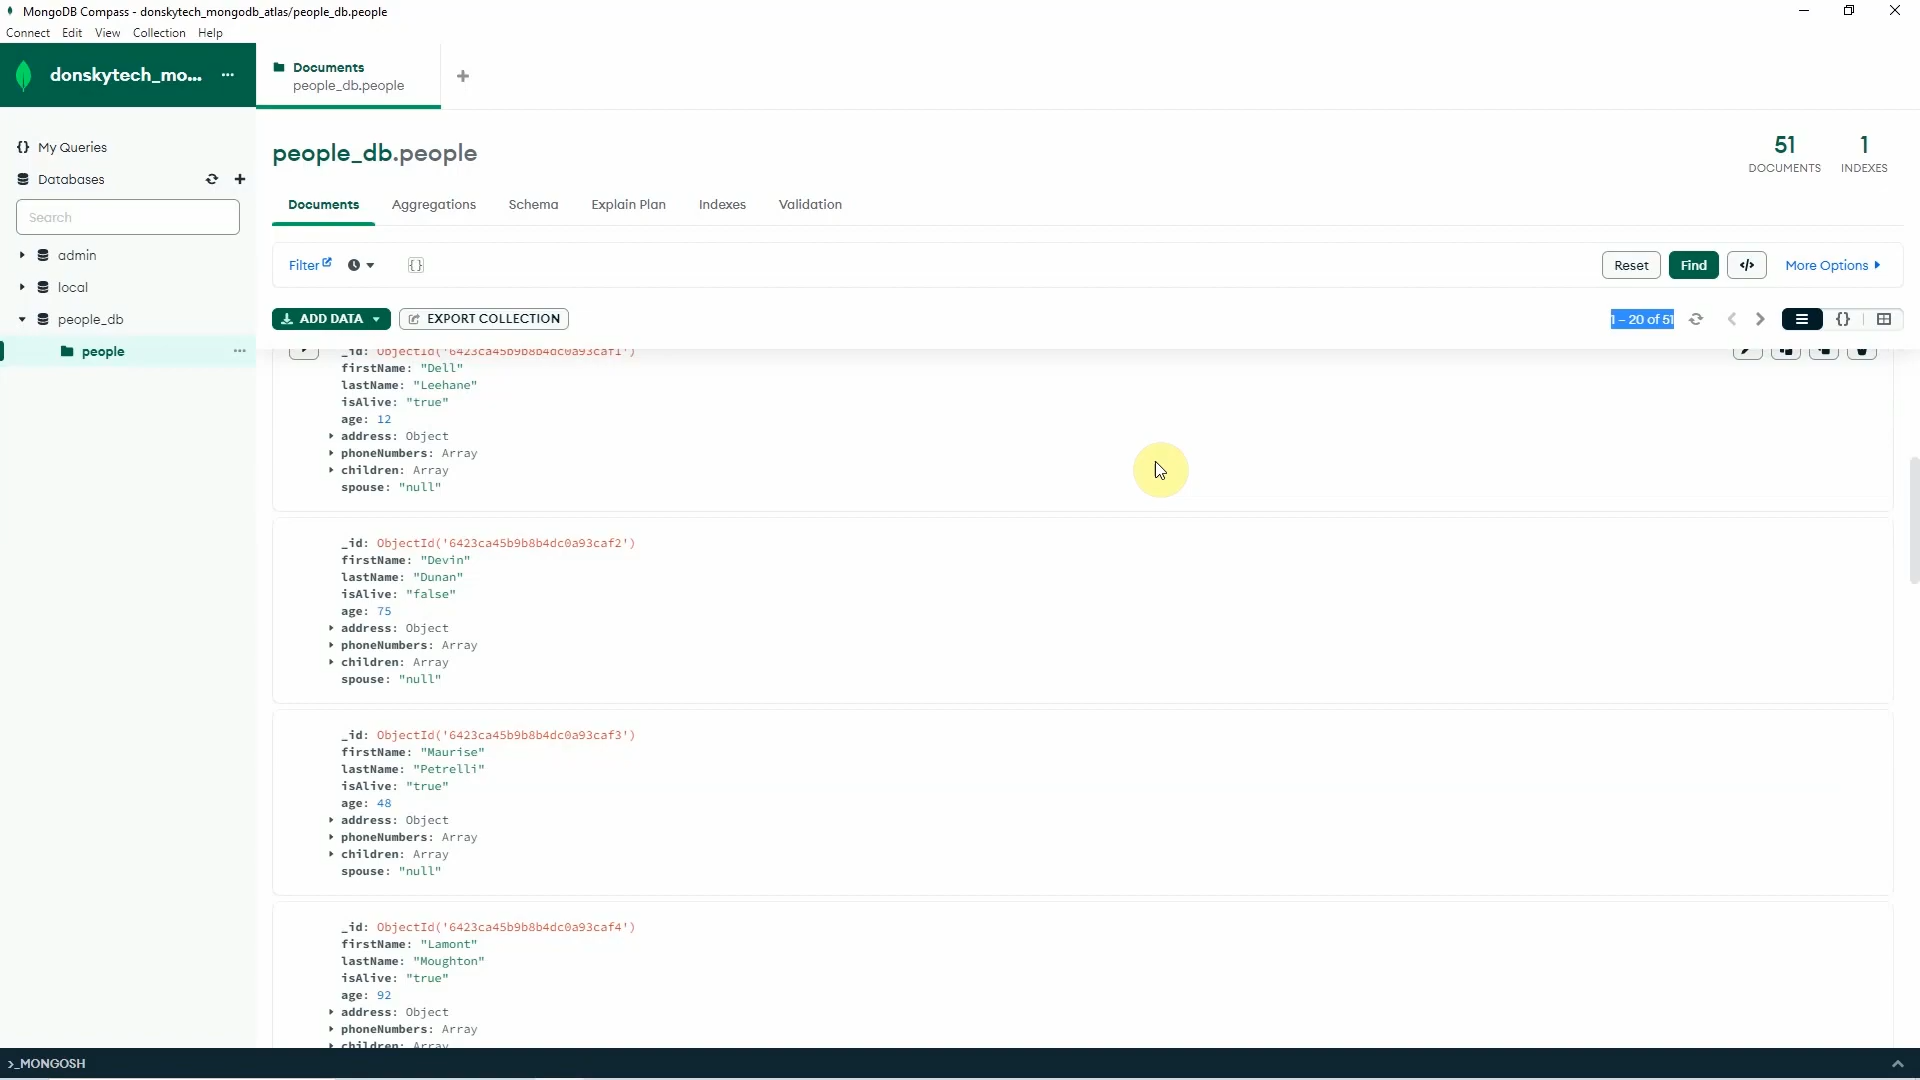 MongoDB Compass - donskytech_mongodb_atlas/people_db.people
Connect Edit View Collection Help
donskytech_mo... ...
Documents
people_db.people
+
{} My Queries
Databases
Search
admin
local
people_db
people ...
people_db.people
51
DOCUMENTS
1
INDEXES
Documents Aggregations Schema Explain Plan Indexes Validation
Filter {} Reset Find </> More Options
ADD DATA EXPORT COLLECTION 1 – 20 of 51 {}
_id: ObjectId('6423ca45b9b8b4dc0a93caf1')
firstName: "Dell"
lastName: "Leehane"
isAlive: "true"
age: 12
address: Object
phoneNumbers: Array
children: Array
spouse: "null"
_id: ObjectId('6423ca45b9b8b4dc0a93caf2')
firstName: "Devin"
lastName: "Dunan"
isAlive: "false"
age: 75
address: Object
phoneNumbers: Array
children: Array
spouse: "null"
_id: ObjectId('6423ca45b9b8b4dc0a93caf3')
firstName: "Maurise"
lastName: "Petrelli"
isAlive: "true"
age: 48
address: Object
phoneNumbers: Array
children: Array
spouse: "null"
_id: ObjectId('6423ca45b9b8b4dc0a93caf4')
firstName: "Lamont"
lastName: "Moughton"
isAlive: "true"
age: 92
address: Object
phoneNumbers: Array
children: Array
>_MONGOSH